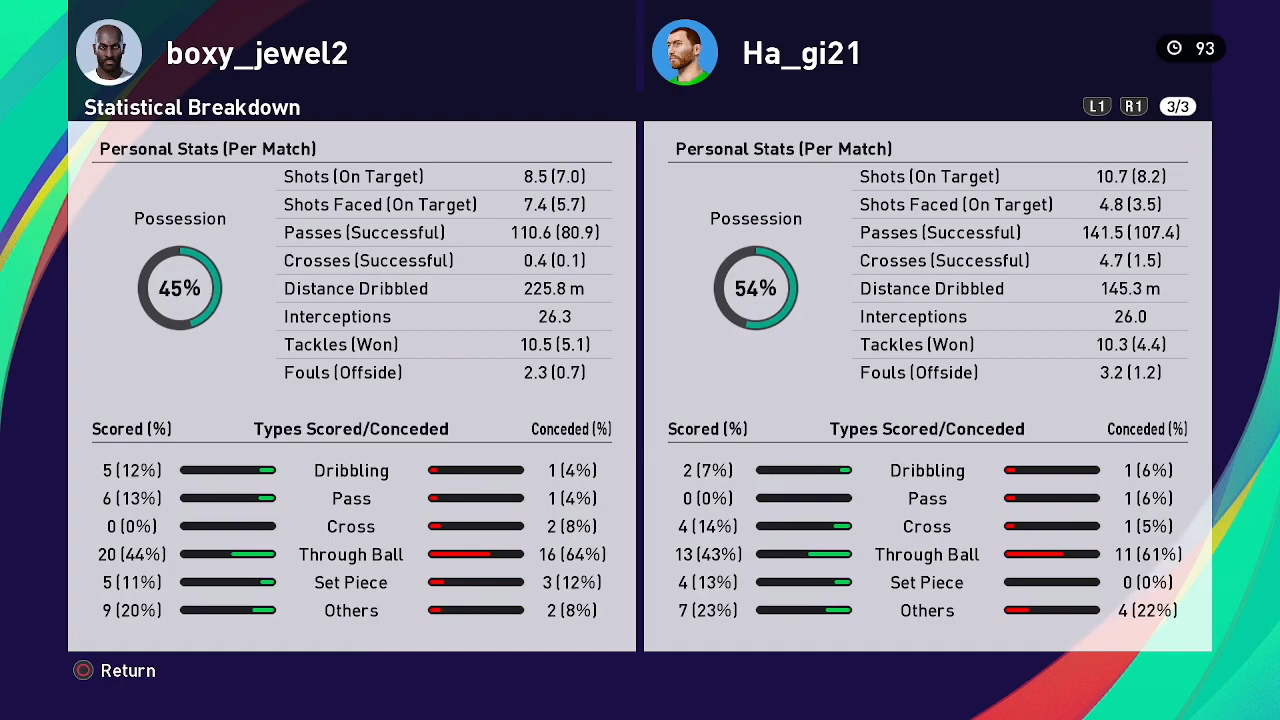 boxy_jewel2
Ha_gi21
93
Statistical Breakdown
L1 R1 3/3
Personal Stats (Per Match)
Possession
45%
Shots (On Target) 8.5 (7.0)
Shots Faced (On Target) 7.4 (5.7)
Passes (Successful) 110.6 (80.9)
Crosses (Successful) 0.4 (0.1)
Distance Dribbled 225.8 m
Interceptions 26.3
Tackles (Won) 10.5 (5.1)
Fouls (Offside) 2.3 (0.7)
Scored (%) Types Scored/Conceded Conceded (%)
5 (12%) Dribbling 1 (4%)
6 (13%) Pass 1 (4%)
0 (0%) Cross 2 (8%)
20 (44%) Through Ball 16 (64%)
5 (11%) Set Piece 3 (12%)
9 (20%) Others 2 (8%)
Personal Stats (Per Match)
Possession
54%
Shots (On Target) 10.7 (8.2)
Shots Faced (On Target) 4.8 (3.5)
Passes (Successful) 141.5 (107.4)
Crosses (Successful) 4.7 (1.5)
Distance Dribbled 145.3 m
Interceptions 26.0
Tackles (Won) 10.3 (4.4)
Fouls (Offside) 3.2 (1.2)
Scored (%) Types Scored/Conceded Conceded (%)
2 (7%) Dribbling 1 (6%)
0 (0%) Pass 1 (6%)
4 (14%) Cross 1 (5%)
13 (43%) Through Ball 11 (61%)
4 (13%) Set Piece 0 (0%)
7 (23%) Others 4 (22%)
Return